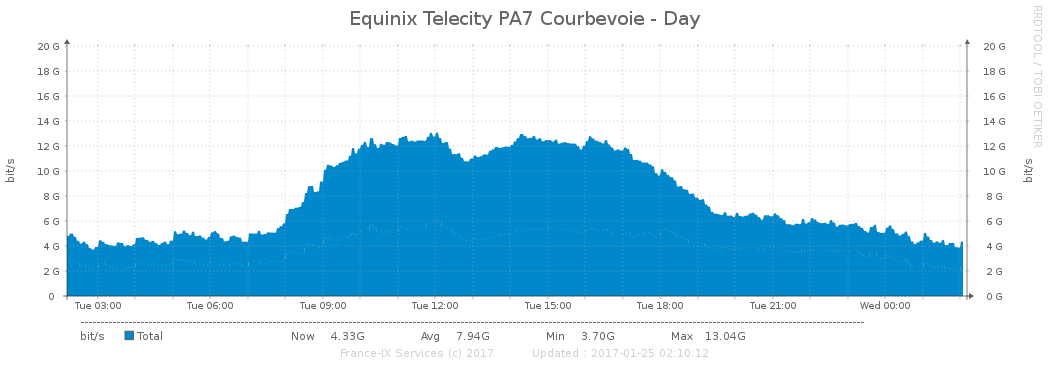 Equinix Telecity PA7 Courbevoie - Day
RRDTOOL / TOBI OETIKER
bit/s
bit/s
20 G 20 G
18 G 18 G
16 G 16 G
14 G 14 G
12 G 12 G
10 G 10 G
8 G 8 G
6 G 6 G
4 G 4 G
2 G 2 G
0 0 G
Tue 03:00 Tue 06:00 Tue 09:00 Tue 12:00 Tue 15:00 Tue 18:00 Tue 21:00 Wed 00:00
bit/s Total Now 4.33G Avg 7.94G Min 3.70G Max 13.04G
France-IX Services (c) 2017 Updated : 2017-01-25 02:10:12